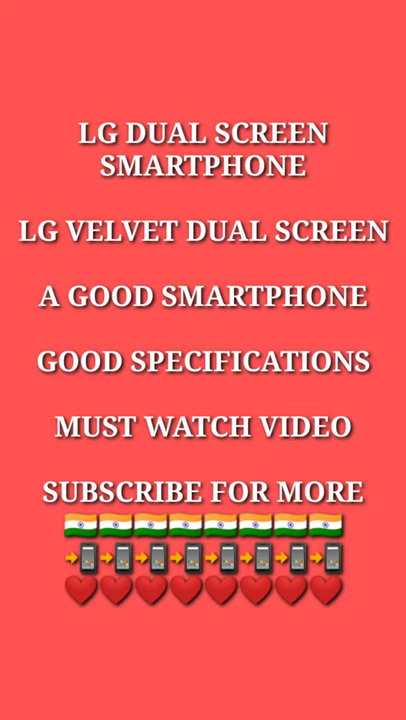 LG DUAL SCREEN
SMARTPHONE
LG VELVET DUAL SCREEN
A GOOD SMARTPHONE
GOOD SPECIFICATIONS
MUST WATCH VIDEO
SUBSCRIBE FOR MORE
🇮🇳🇮🇳🇮🇳🇮🇳🇮🇳🇮🇳🇮🇳🇮🇳
📲📲📲📲📲📲📲📲
❤️❤️❤️❤️❤️❤️❤️❤️